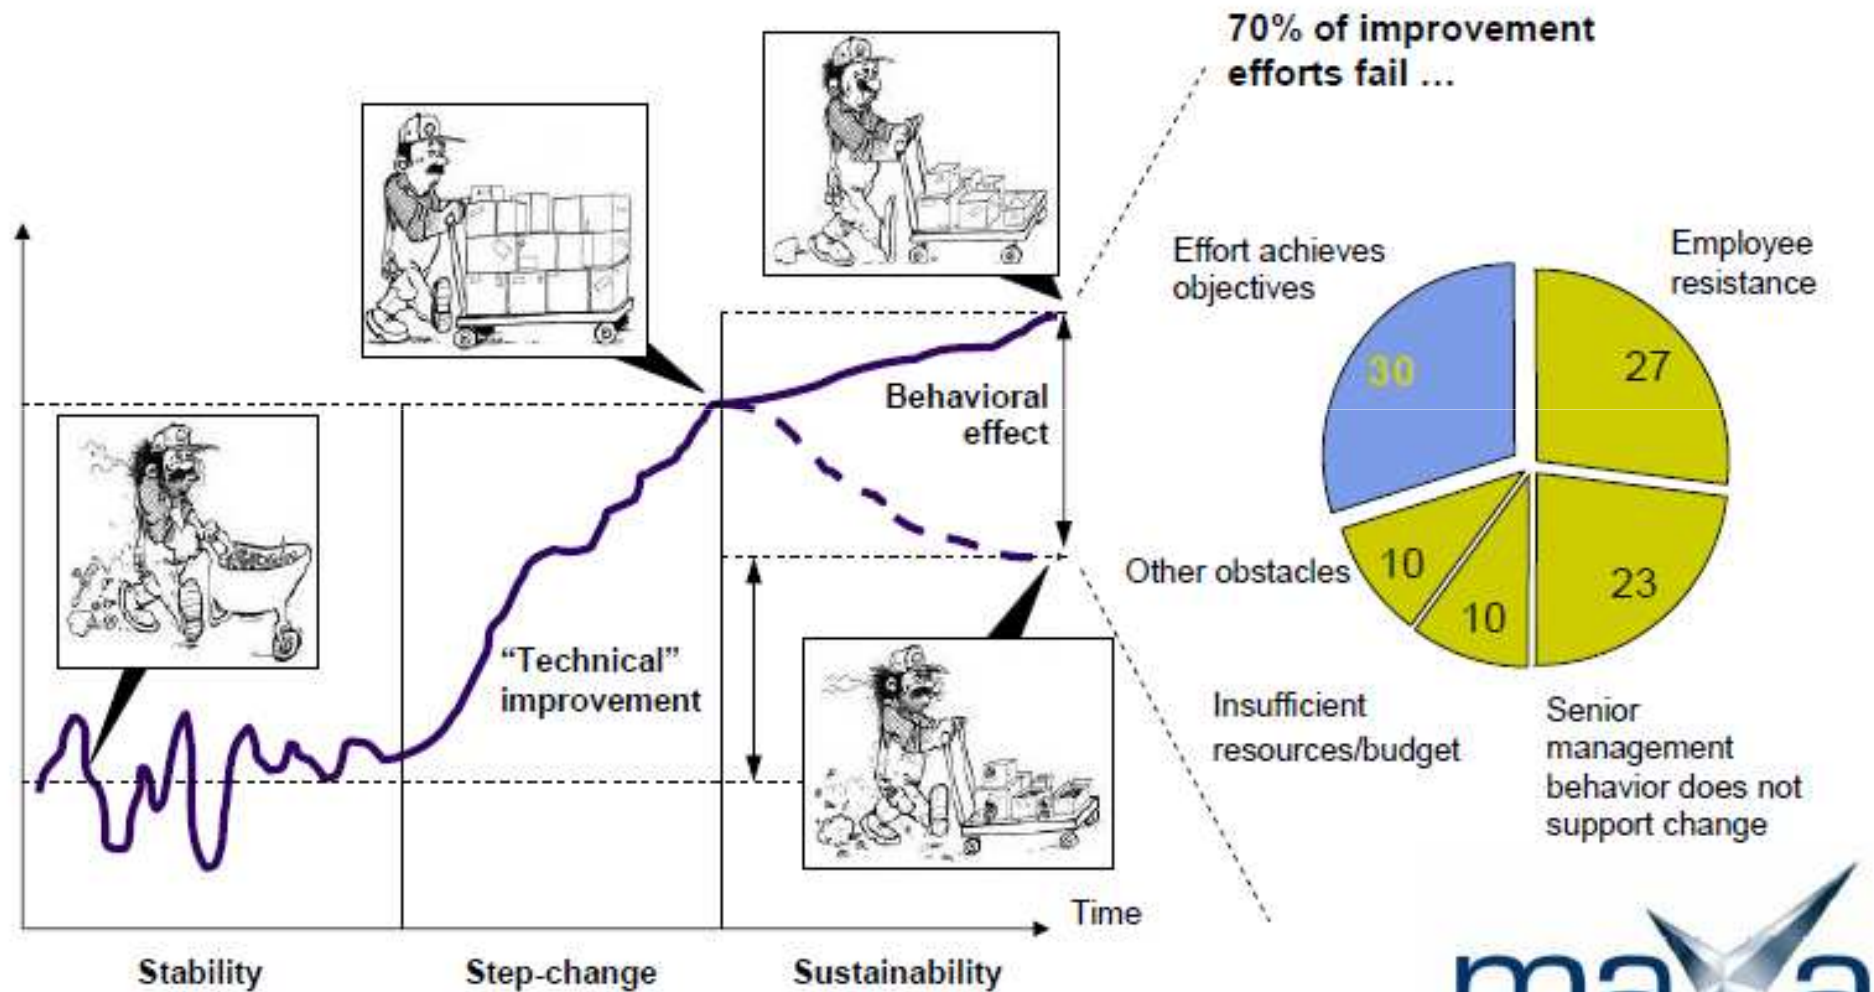 70% of improvement
efforts fail ...
Effort achieves
objectives
Employee
resistance
30
27
Behavioral
effect
Other obstacles
10
10
23
“Technical”
improvement
Insufficient
resources/budget
Senior
management
behavior does not
support change
Time
Stability
Step-change
Sustainability